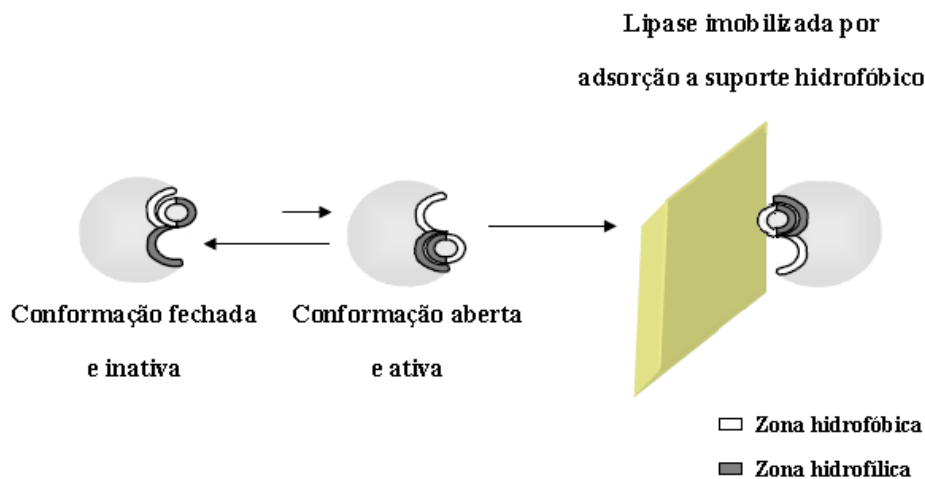 Lipase imobilizada por
adsorção a suporte hidrofóbico
Conformação fechada
e inativa
Conformação aberta
e ativa
Zona hidrofóbica
Zona hidrofílica